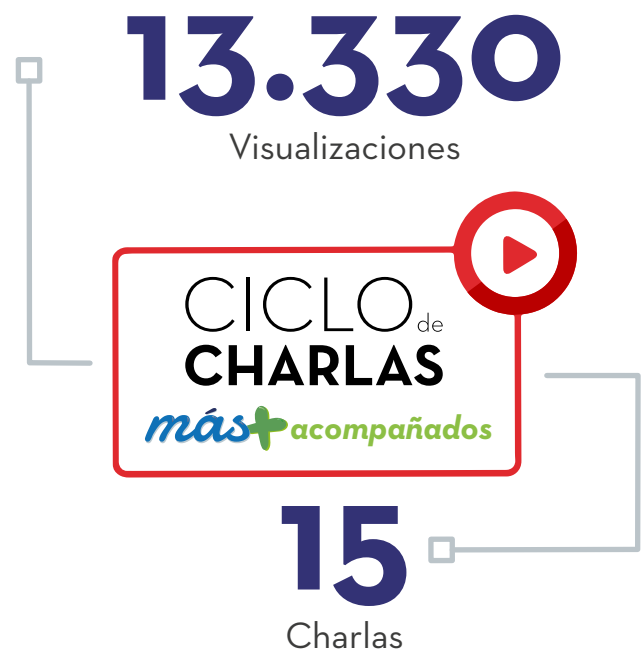 13.330
Visualizaciones
CICLO de
CHARLAS
más+ acompañados
15
Charlas